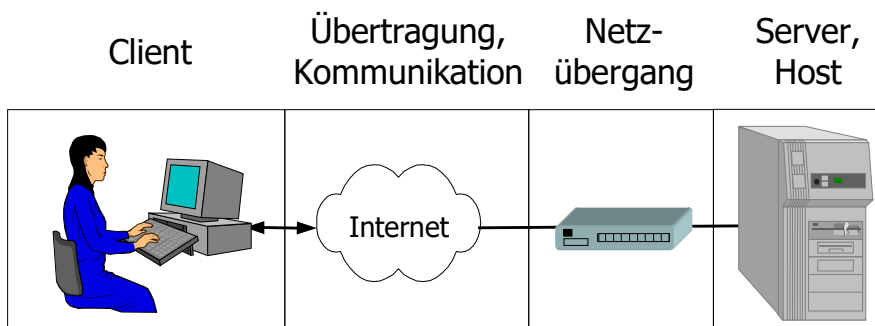 Client
Übertragung,
Kommunikation
Netz-
übergang
Server,
Host
Internet